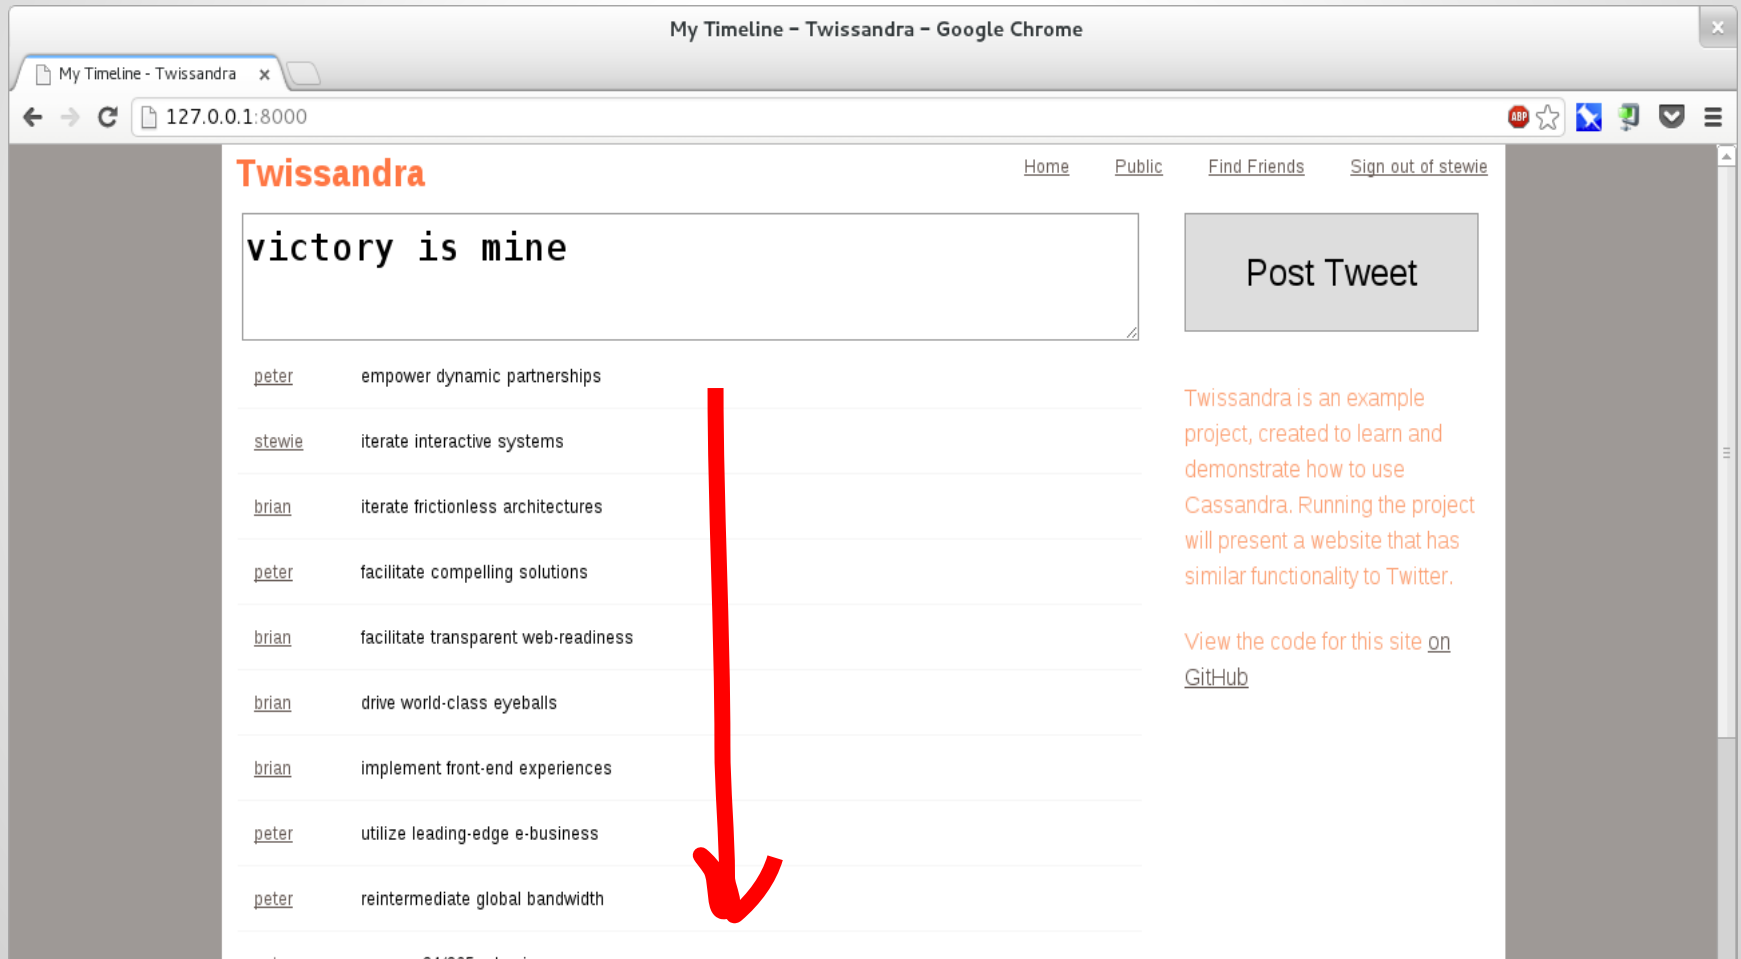 My Timeline - Twissandra - Google Chrome
My Timeline - Twissandra
127.0.0.1:8000
ABP
Twissandra
Home Public Find Friends Sign out of stewie
victory is mine
Post Tweet
peter empower dynamic partnerships
stewie iterate interactive systems
brian iterate frictionless architectures
peter facilitate compelling solutions
brian facilitate transparent web-readiness
brian drive world-class eyeballs
brian implement front-end experiences
peter utilize leading-edge e-business
peter reintermediate global bandwidth
Twissandra is an example
project, created to learn and
demonstrate how to use
Cassandra. Running the project
will present a website that has
similar functionality to Twitter.
View the code for this site on
GitHub